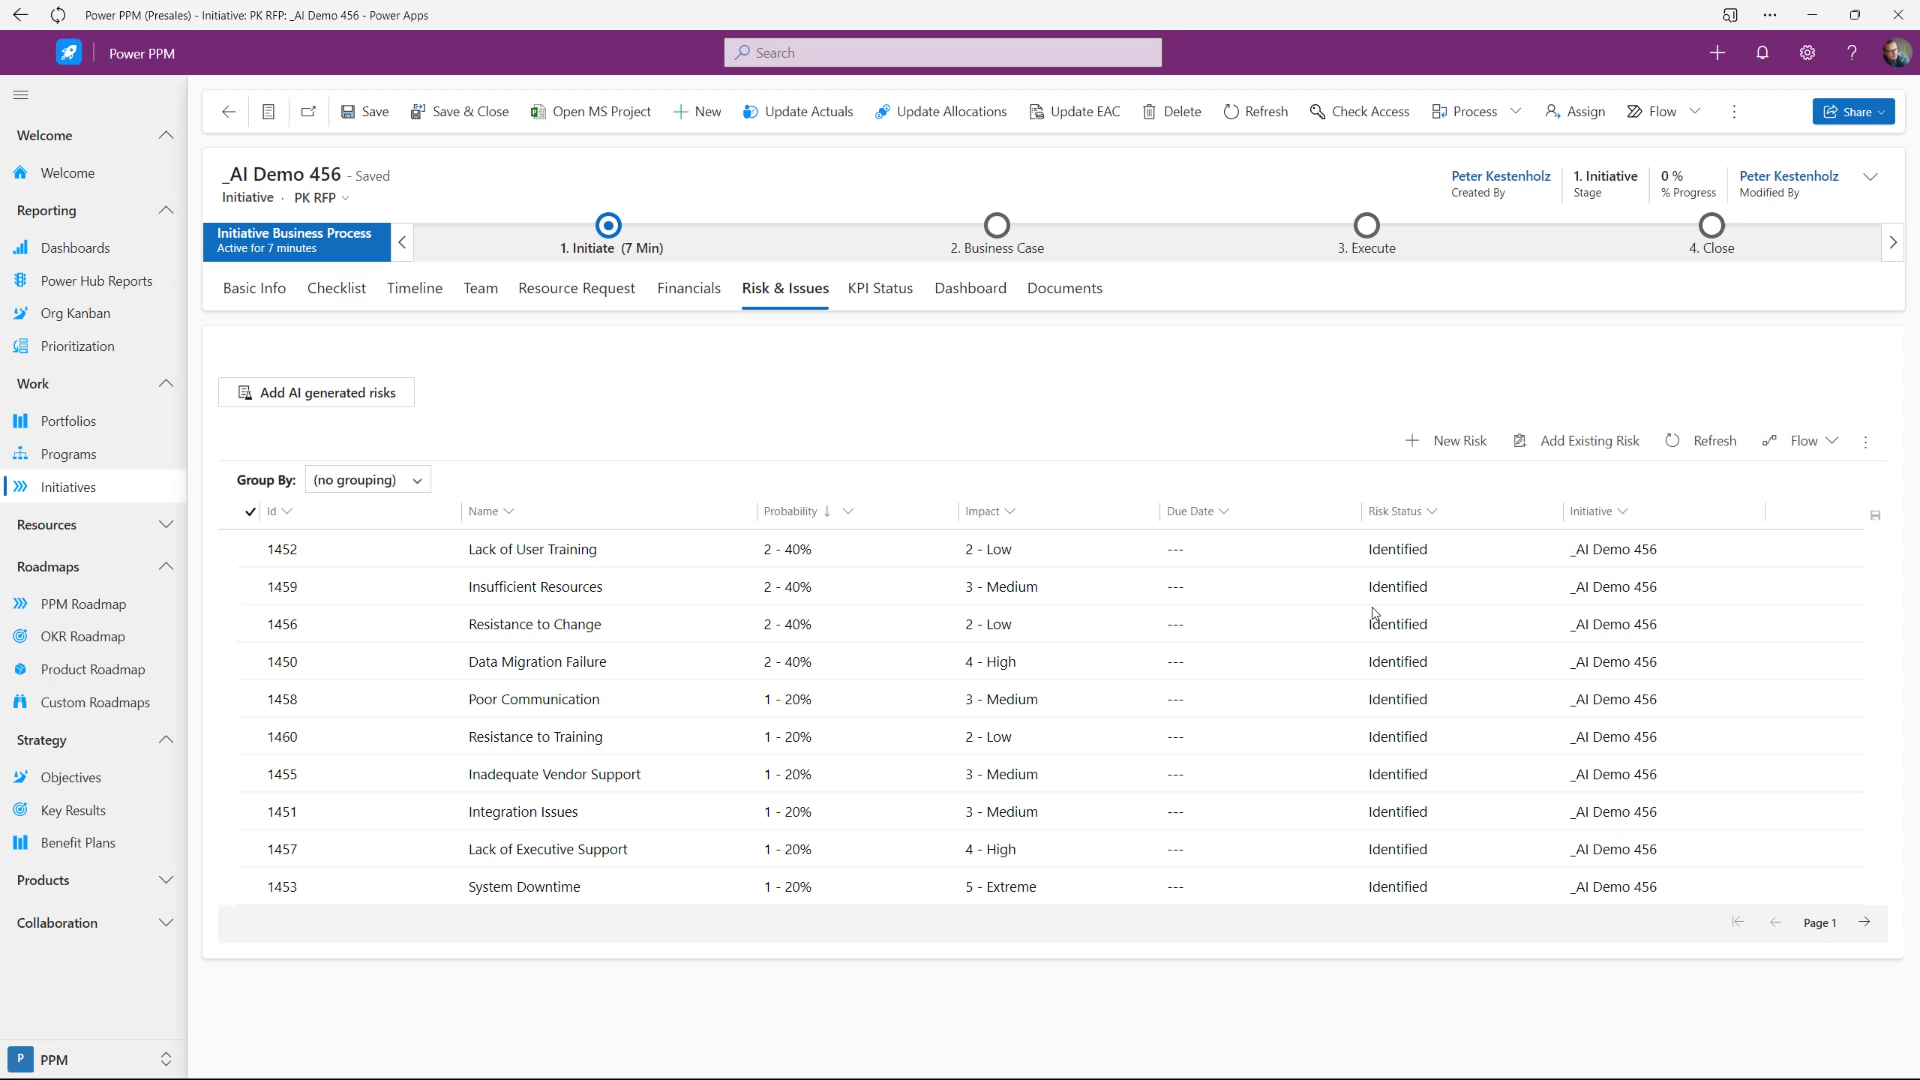 Power PPM (Presales) - Initiative: PK RFP: _AI Demo 456 - Power Apps
Power PPM
Search
Save
Save & Close
Open MS Project
New
Update Actuals
Update Allocations
Update EAC
Delete
Refresh
Check Access
Process
Assign
Flow
Share
Welcome
Welcome
Reporting
Dashboards
Power Hub Reports
Org Kanban
Prioritization
Work
Portfolios
Programs
Initiatives
Resources
Roadmaps
PPM Roadmap
OKR Roadmap
Product Roadmap
Custom Roadmaps
Strategy
Objectives
Key Results
Benefit Plans
Products
Collaboration
P PPM
_AI Demo 456 - Saved
Initiative · PK RFP
Peter Kestenholz
Created By
1. Initiative
Stage
0 %
% Progress
Peter Kestenholz
Modified By
Initiative Business Process
Active for 7 minutes
1. Initiate (7 Min)
2. Business Case
3. Execute
4. Close
Basic Info Checklist Timeline Team Resource Request Financials Risk & Issues KPI Status Dashboard Documents
Add AI generated risks
New Risk Add Existing Risk Refresh Flow
Group By: (no grouping)
Id Name Probability Impact Due Date Risk Status Initiative
1452 Lack of User Training 2 - 40% 2 - Low --- Identified _AI Demo 456
1459 Insufficient Resources 2 - 40% 3 - Medium --- Identified _AI Demo 456
1456 Resistance to Change 2 - 40% 2 - Low --- Identified _AI Demo 456
1450 Data Migration Failure 2 - 40% 4 - High --- Identified _AI Demo 456
1458 Poor Communication 1 - 20% 3 - Medium --- Identified _AI Demo 456
1460 Resistance to Training 1 - 20% 2 - Low --- Identified _AI Demo 456
1455 Inadequate Vendor Support 1 - 20% 3 - Medium --- Identified _AI Demo 456
1451 Integration Issues 1 - 20% 3 - Medium --- Identified _AI Demo 456
1457 Lack of Executive Support 1 - 20% 4 - High --- Identified _AI Demo 456
1453 System Downtime 1 - 20% 5 - Extreme --- Identified _AI Demo 456
Page 1